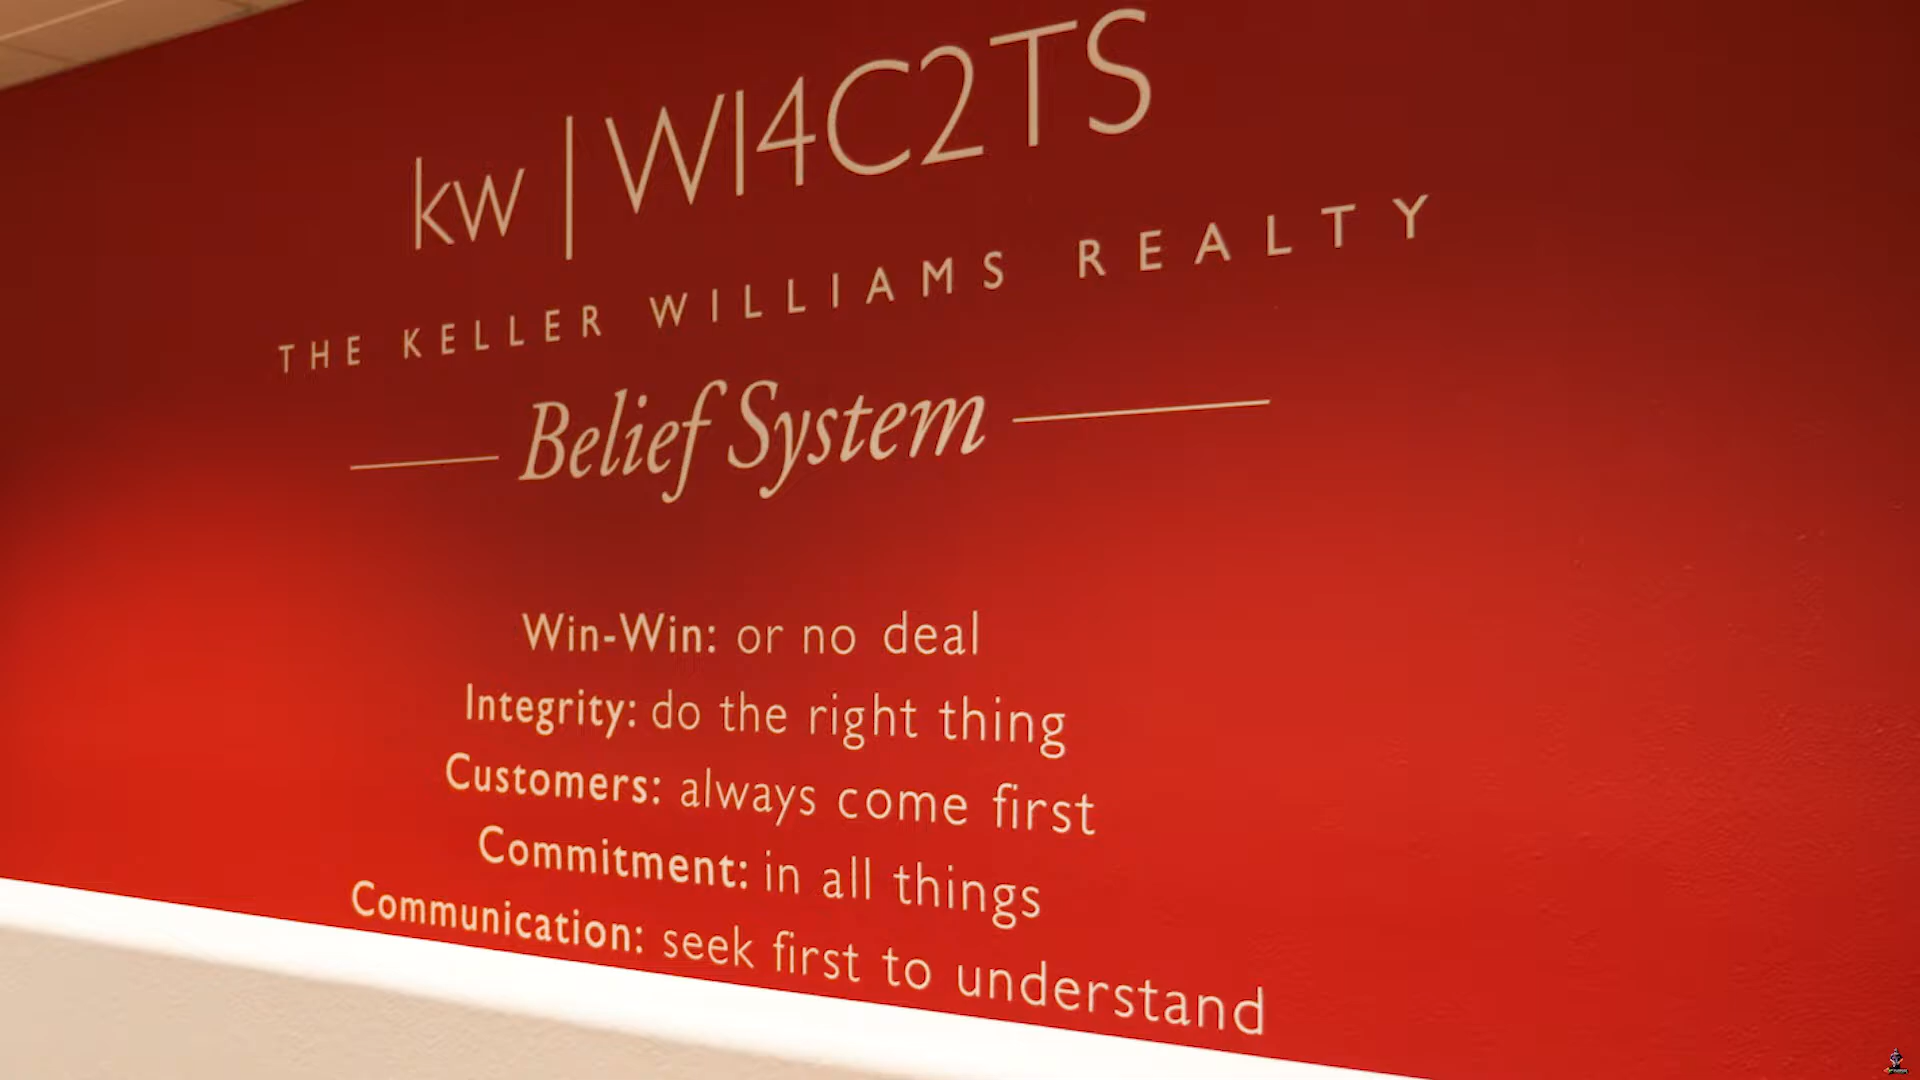 kw | WI4C2TS
THE KELLER WILLIAMS REALTY
Belief System
Win-Win: or no deal
Integrity: do the right thing
Customers: always come first
Commitment: in all things
Communication: seek first to understand